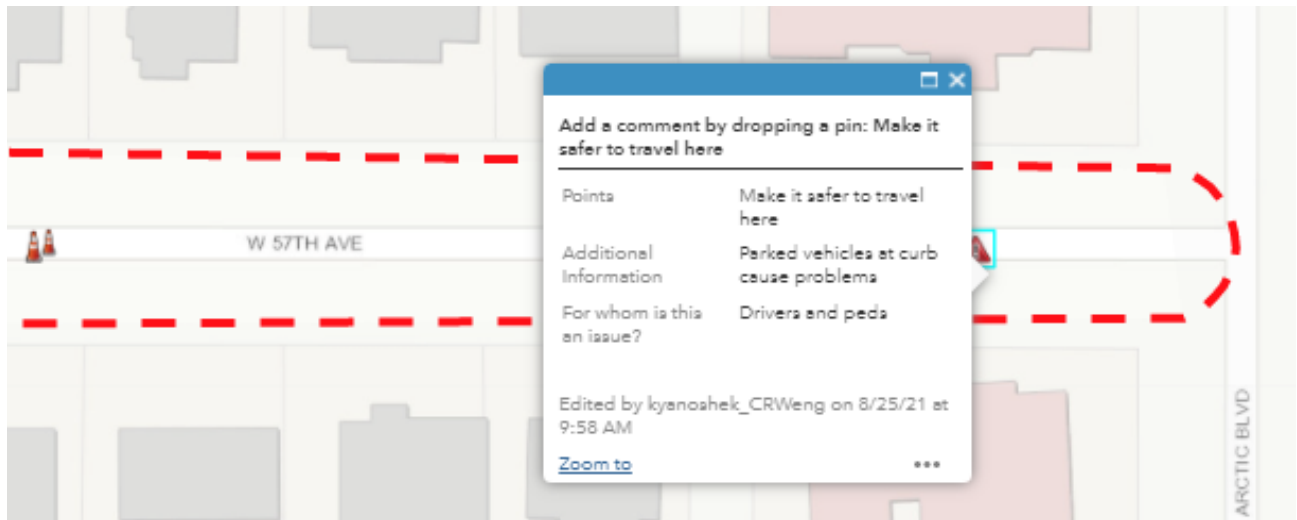 Add a comment by dropping a pin: Make it
safer to travel here
Points
Make it safer to travel
here
Additional
Information
Parked vehicles at curb
cause problems
For whom is this
an issue?
Drivers and peds
Edited by kyanoshek_CRWeng on 8/25/21 at
9:58 AM
Zoom to
W 57TH AVE
ARCTIC BLVD